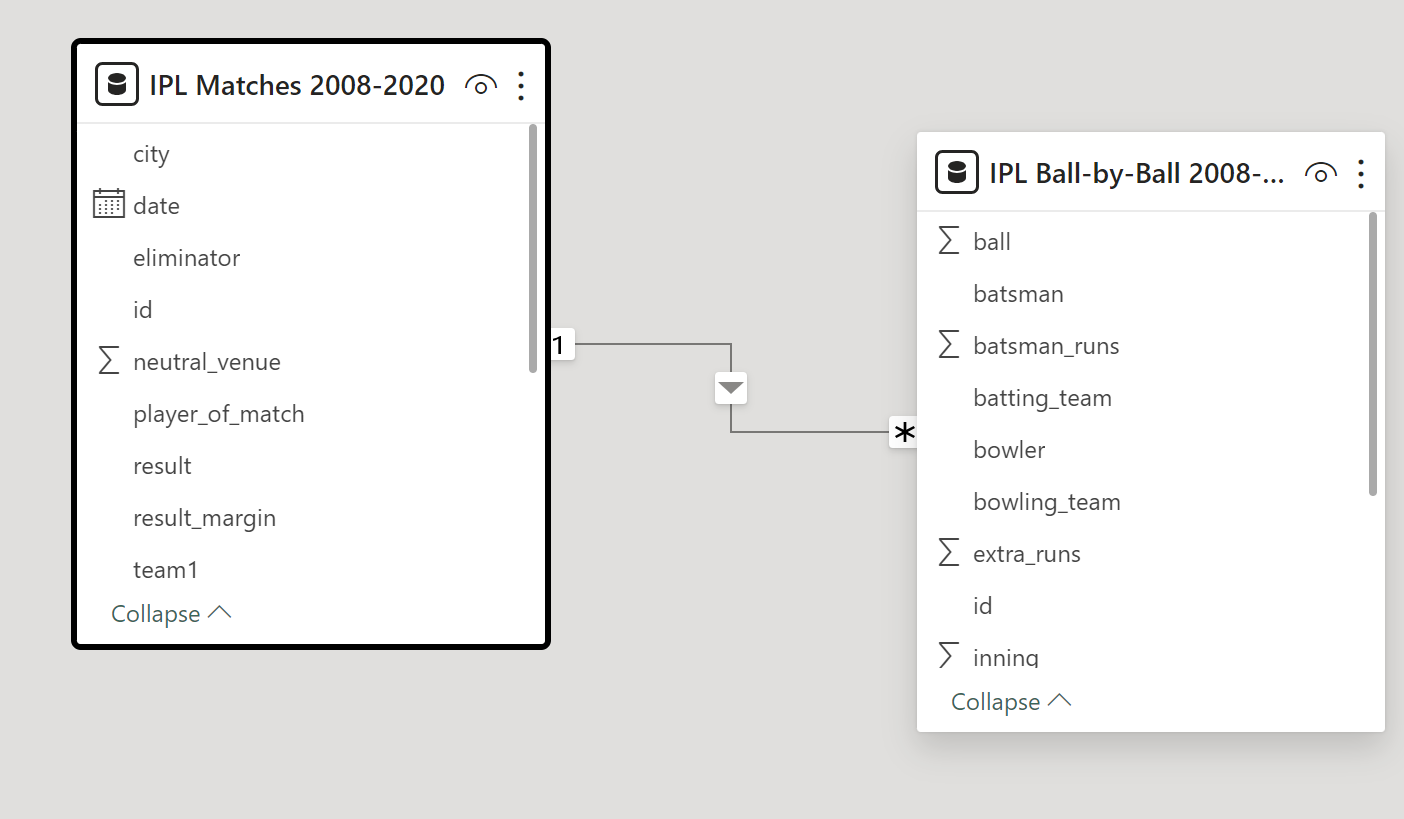 IPL Matches 2008-2020
city
date
eliminator
id
neutral_venue
player_of_match
result
result_margin
team1
Collapse
1
*
IPL Ball-by-Ball 2008-...
ball
batsman
batsman_runs
batting_team
bowler
bowling_team
extra_runs
id
inning
Collapse